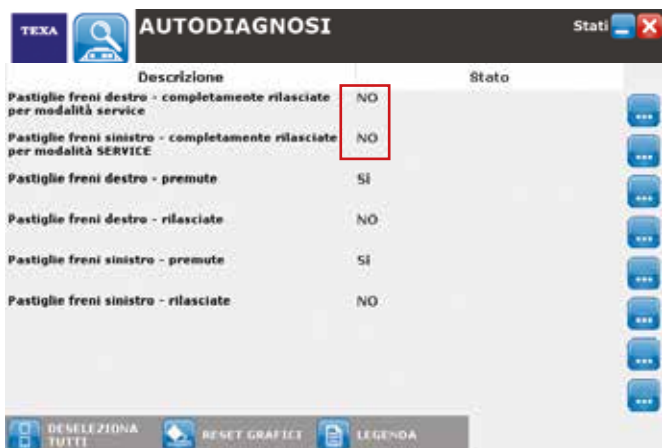 TEXA
AUTODIAGNOSI
Stati
Descrizione
Stato
Pastiglie freni destro - completamente rilasciate
per modalità service
NO
Pastiglie freni sinistro - completamente rilasciate
per modalità SERVICE
NO
Pastiglie freni destro - premute
Sì
Pastiglie freni destro - rilasciate
NO
Pastiglie freni sinistro - premute
Sì
Pastiglie freni sinistro - rilasciate
NO
DESELEZIONA
TUTTI
RESET GRAFICI
LEGENDA